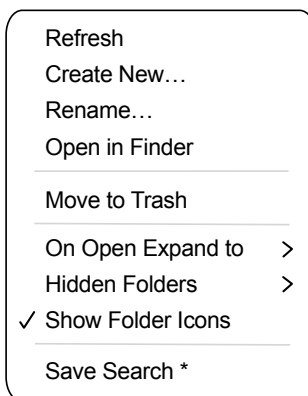 Refresh
Create New…
Rename…
Open in Finder
Move to Trash
On Open Expand to >
Hidden Folders >
✓ Show Folder Icons
Save Search *